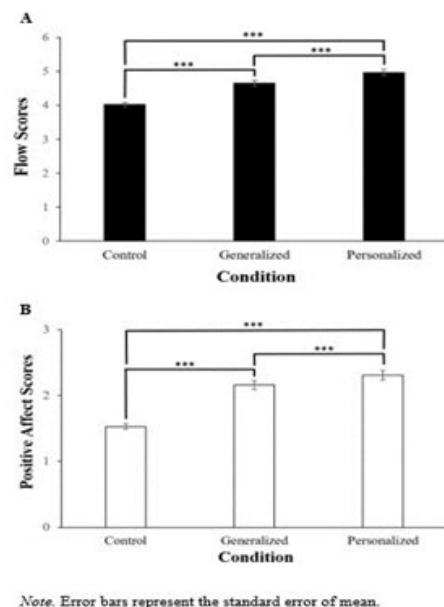 A
***
***
***
6
5
4
3
2
1
0
Flow Scores
Control Generalized Personalized
Condition
B
***
***
***
3
2
1
0
Positive Affect Scores
Control Generalized Personalized
Condition
Note. Error bars represent the standard error of mean.